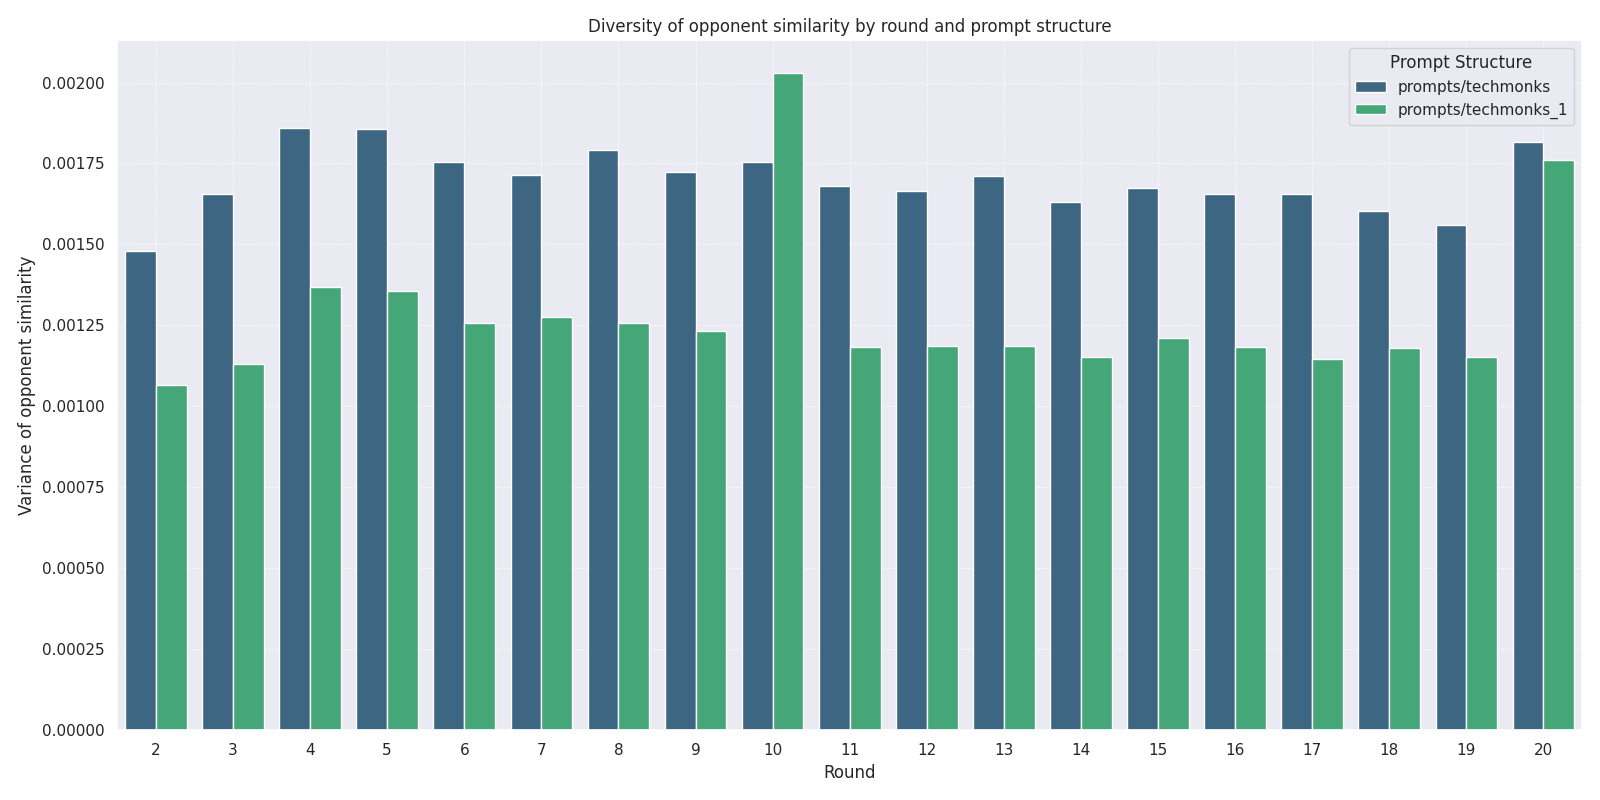 Diversity of opponent similarity by round and prompt structure
Prompt Structure
prompts/techmonks
prompts/techmonks_1
Variance of opponent similarity
0.00200
0.00175
0.00150
0.00125
0.00100
0.00075
0.00050
0.00025
0.00000
2 3 4 5 6 7 8 9 10 11 12 13 14 15 16 17 18 19 20
Round